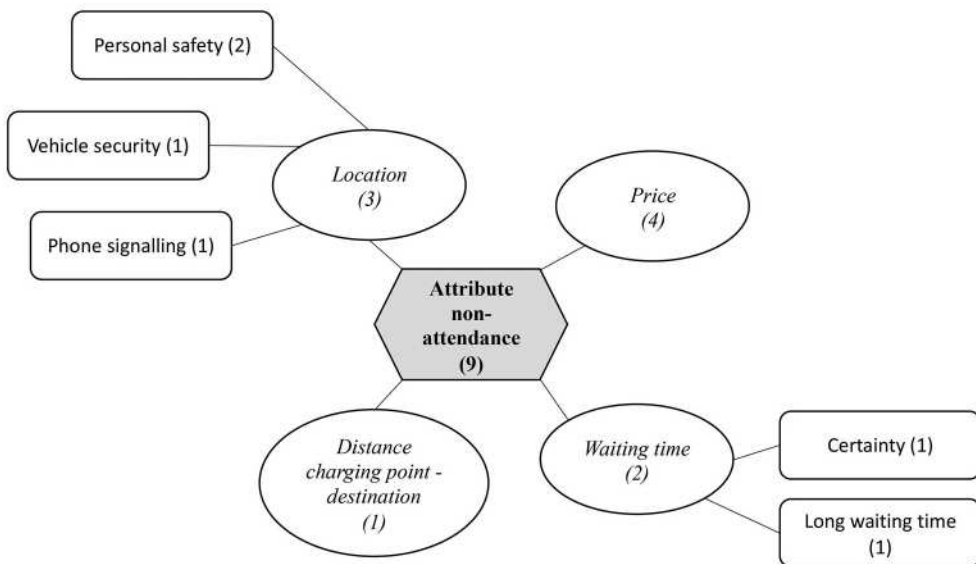 Personal safety (2)
Vehicle security (1)
Phone signalling (1)
Location
(3)
Price
(4)
Attribute
non-
attendance
(9)
Distance
charging point -
destination
(1)
Waiting time
(2)
Certainty (1)
Long waiting time
(1)